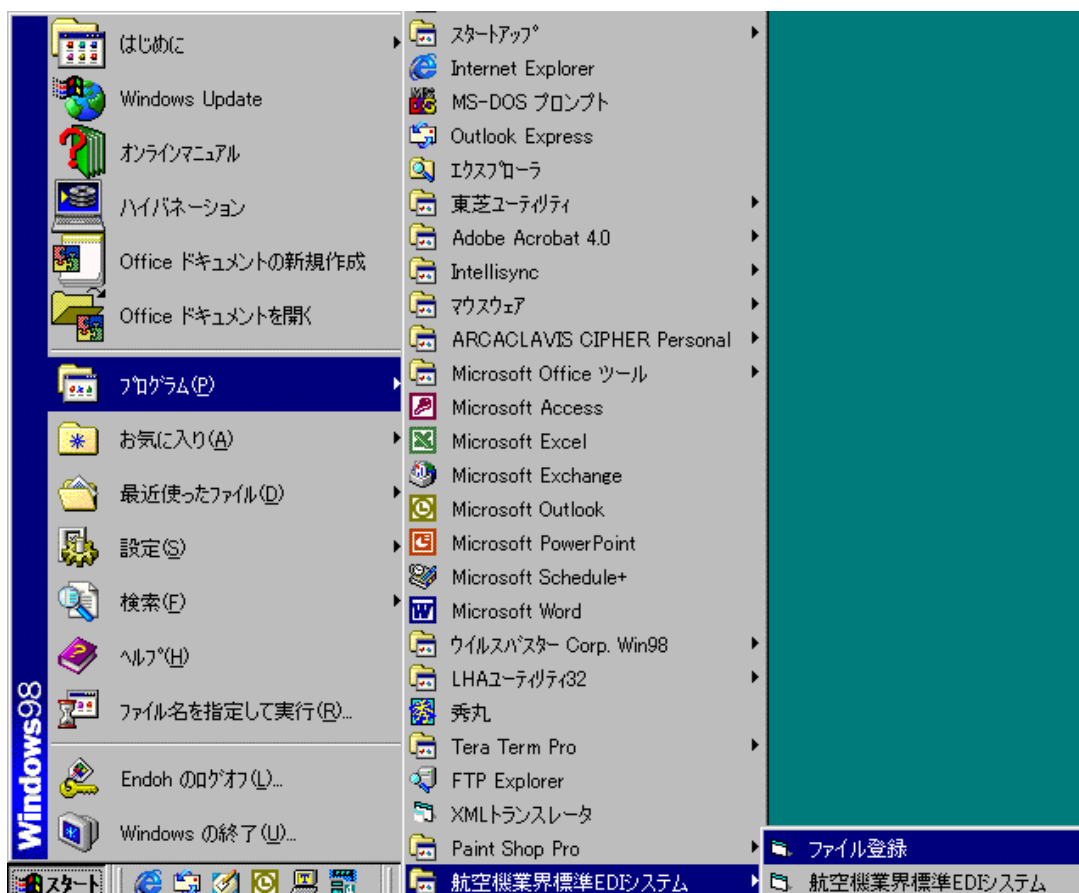 はじめに
Windows Update
オンラインマニュアル
ハイバネーション
Office ドキュメントの新規作成
Office ドキュメントを開く
プログラム(P)
お気に入り(A)
最近使ったファイル(D)
設定(S)
検索(F)
ヘルプ(H)
ファイル名を指定して実行(R)...
Endoh のログオフ(L)...
Windows の終了(U)...
Windows98
スタート
スタートアップ
Internet Explorer
MS-DOS プロンプト
Outlook Express
エクスプローラ
東芝ユーティリティ
Adobe Acrobat 4.0
Intellisync
マウスウェア
ARCACLAVIS CIPHER Personal
Microsoft Office ツール
Microsoft Access
Microsoft Excel
Microsoft Exchange
Microsoft Outlook
Microsoft PowerPoint
Microsoft Schedule+
Microsoft Word
ウイルスバスター Corp. Win98
LHAユーティリティ32
秀丸
Tera Term Pro
FTP Explorer
XMLトランスレータ
Paint Shop Pro
航空機業界標準EDIシステム
ファイル登録
航空機業界標準EDIシステム